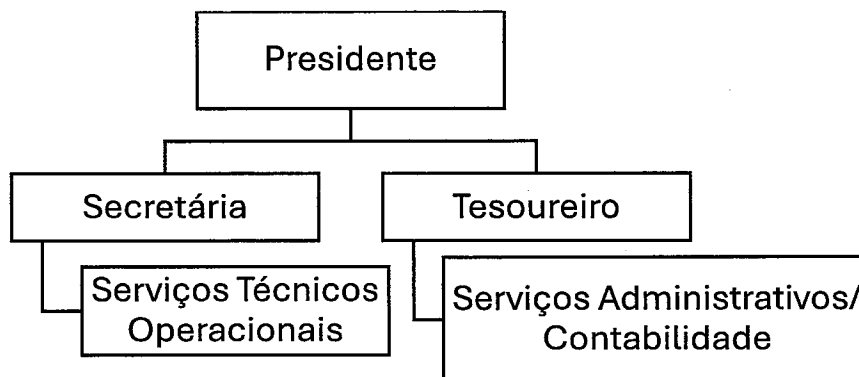 Presidente
Secretária
Tesoureiro
Serviços Técnicos
Operacionais
Serviços Administrativos/
Contabilidade